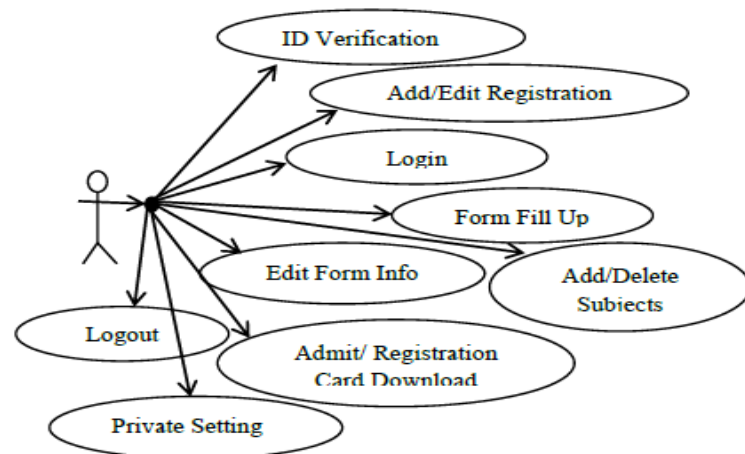 ID Verification
Add/Edit Registration
Login
Form Fill Up
Edit Form Info
Add/Delete
Subjects
Logout
Admit/ Registration
Card Download
Private Setting